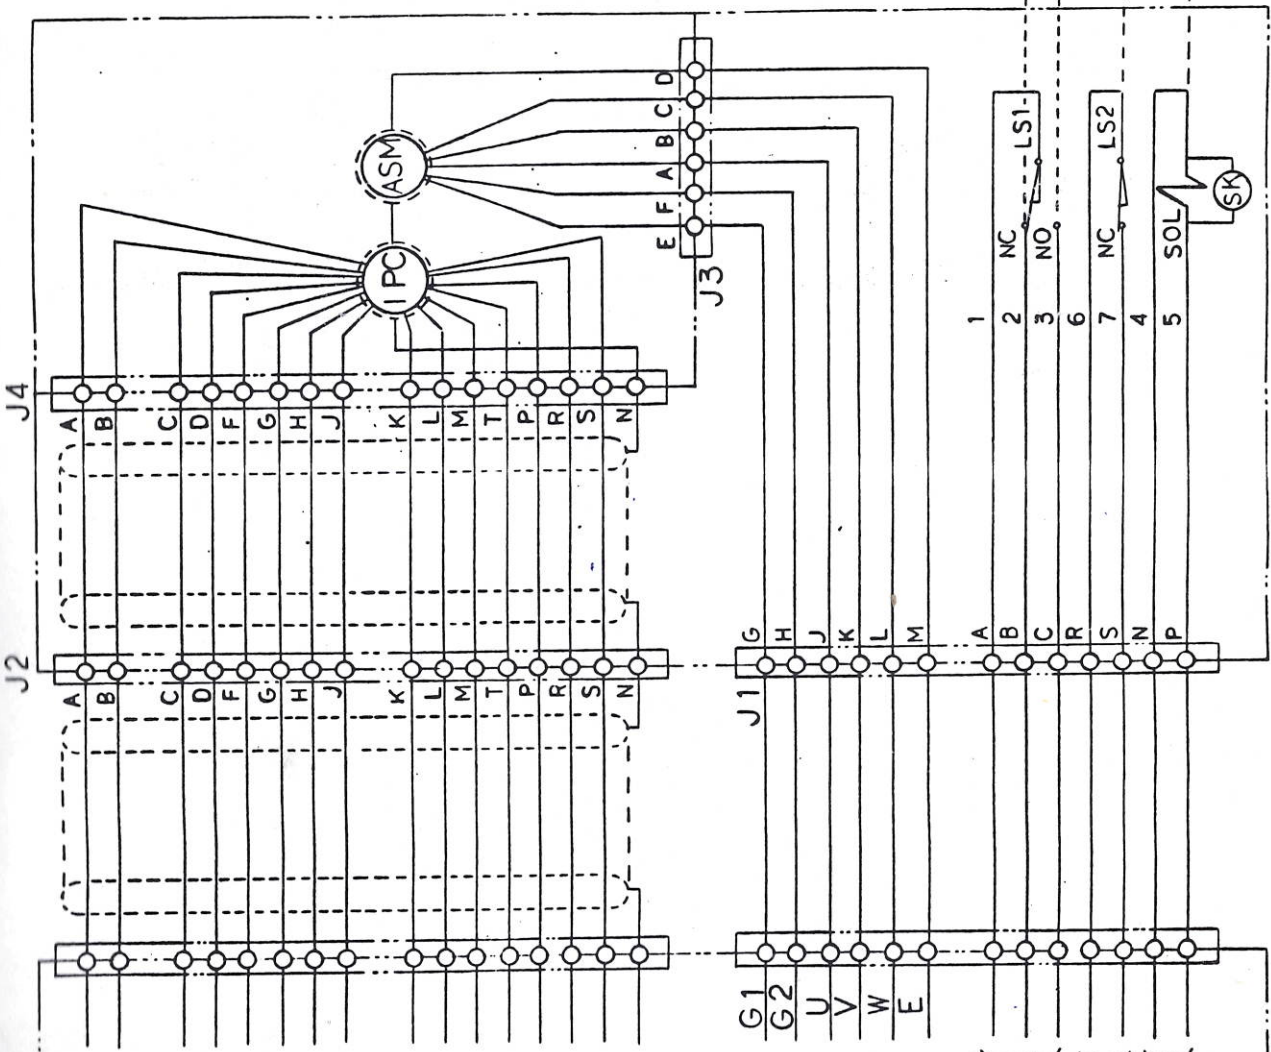 D
C
B
A
F
E
J3
ASM
IPC
J4
A
B
C
D
F
G
H
J
K
L
M
T
P
R
S
N
LS1
LS2
SK
SOL
NC
NO
NC
1
2
3
6
7
4
5
J2
A
B
C
D
F
G
H
J
K
L
M
T
P
R
S
N
J1
G
H
J
K
L
M
A
B
C
R
S
N
P
G1
G2
U
V
W
E